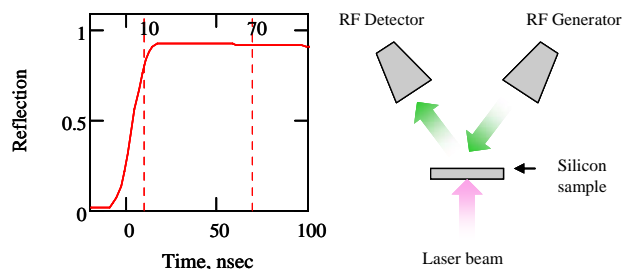 RF Detector
RF Generator
10
70
1
0.5
0
Reflection
0
50
100
Time, nsec
Silicon
sample
Laser beam